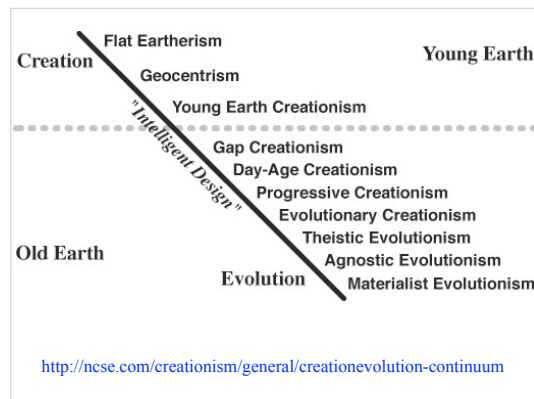 Flat Eartherism
Young Earth
Creation
Geocentrism
Young Earth Creationism
"Intelligent Design"
Gap Creationism
Day-Age Creationism
Progressive Creationism
Evolutionary Creationism
Theistic Evolutionism
Old Earth
Agnostic Evolutionism
Evolution
Materialist Evolutionism
http://ncse.com/creationism/general/creationevolution-continuum